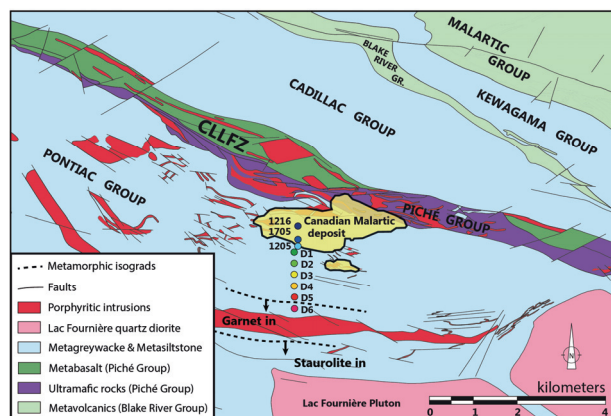 MALARTIC
GROUP
BLAKE
RIVER
GR.
KEWAGAMA
GROUP
CADILLAC GROUP
CLLFZ
PONTIAC GROUP
PICHÉ GROUP
1216
1705
1205
Canadian Malartic
deposit
D1
D2
D3
D4
D5
D6
Garnet in
Staurolite in
Metamorphic isograds
Faults
Porphyritic intrusions
Lac Fournière quartz diorite
Metagreywacke & Metasiltstone
Metabasalt (Piché Group)
Ultramafic rocks (Piché Group)
Metavolcanics (Blake River Group)
Lac Fournière Pluton
N
kilometers
0 2 4